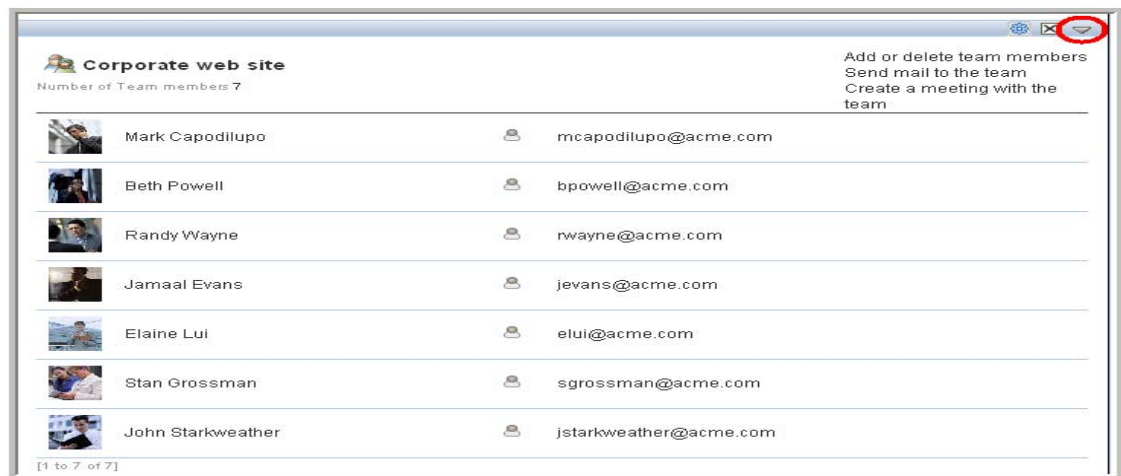 Corporate web site
Number of Team members 7
Add or delete team members
Send mail to the team
Create a meeting with the
team
Mark Capodilupo mcapodilupo@acme.com
Beth Powell bpowell@acme.com
Randy Wayne rwayne@acme.com
Jamaal Evans jevans@acme.com
Elaine Lui elui@acme.com
Stan Grossman sgrossman@acme.com
John Starkweather jstarkweather@acme.com
[1 to 7 of 7]